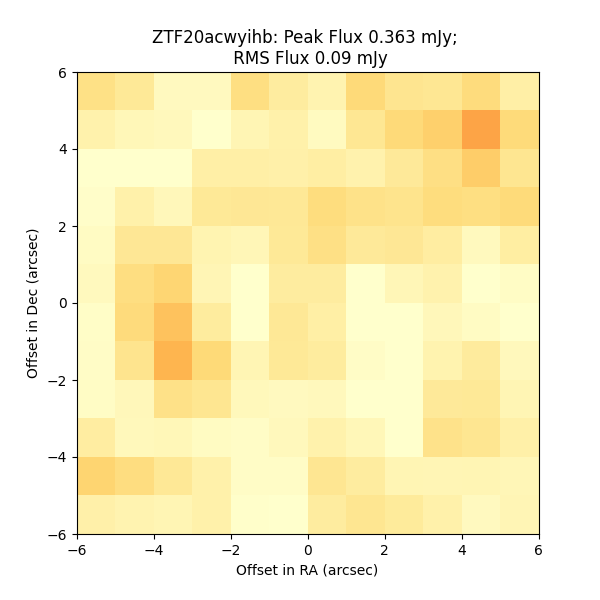 ZTF20acwyihb: Peak Flux 0.363 mJy;
RMS Flux 0.09 mJy
6
4
2
0
−2
−4
−6
Offset in Dec (arcsec)
−6 −4 −2 0 2 4 6
Offset in RA (arcsec)